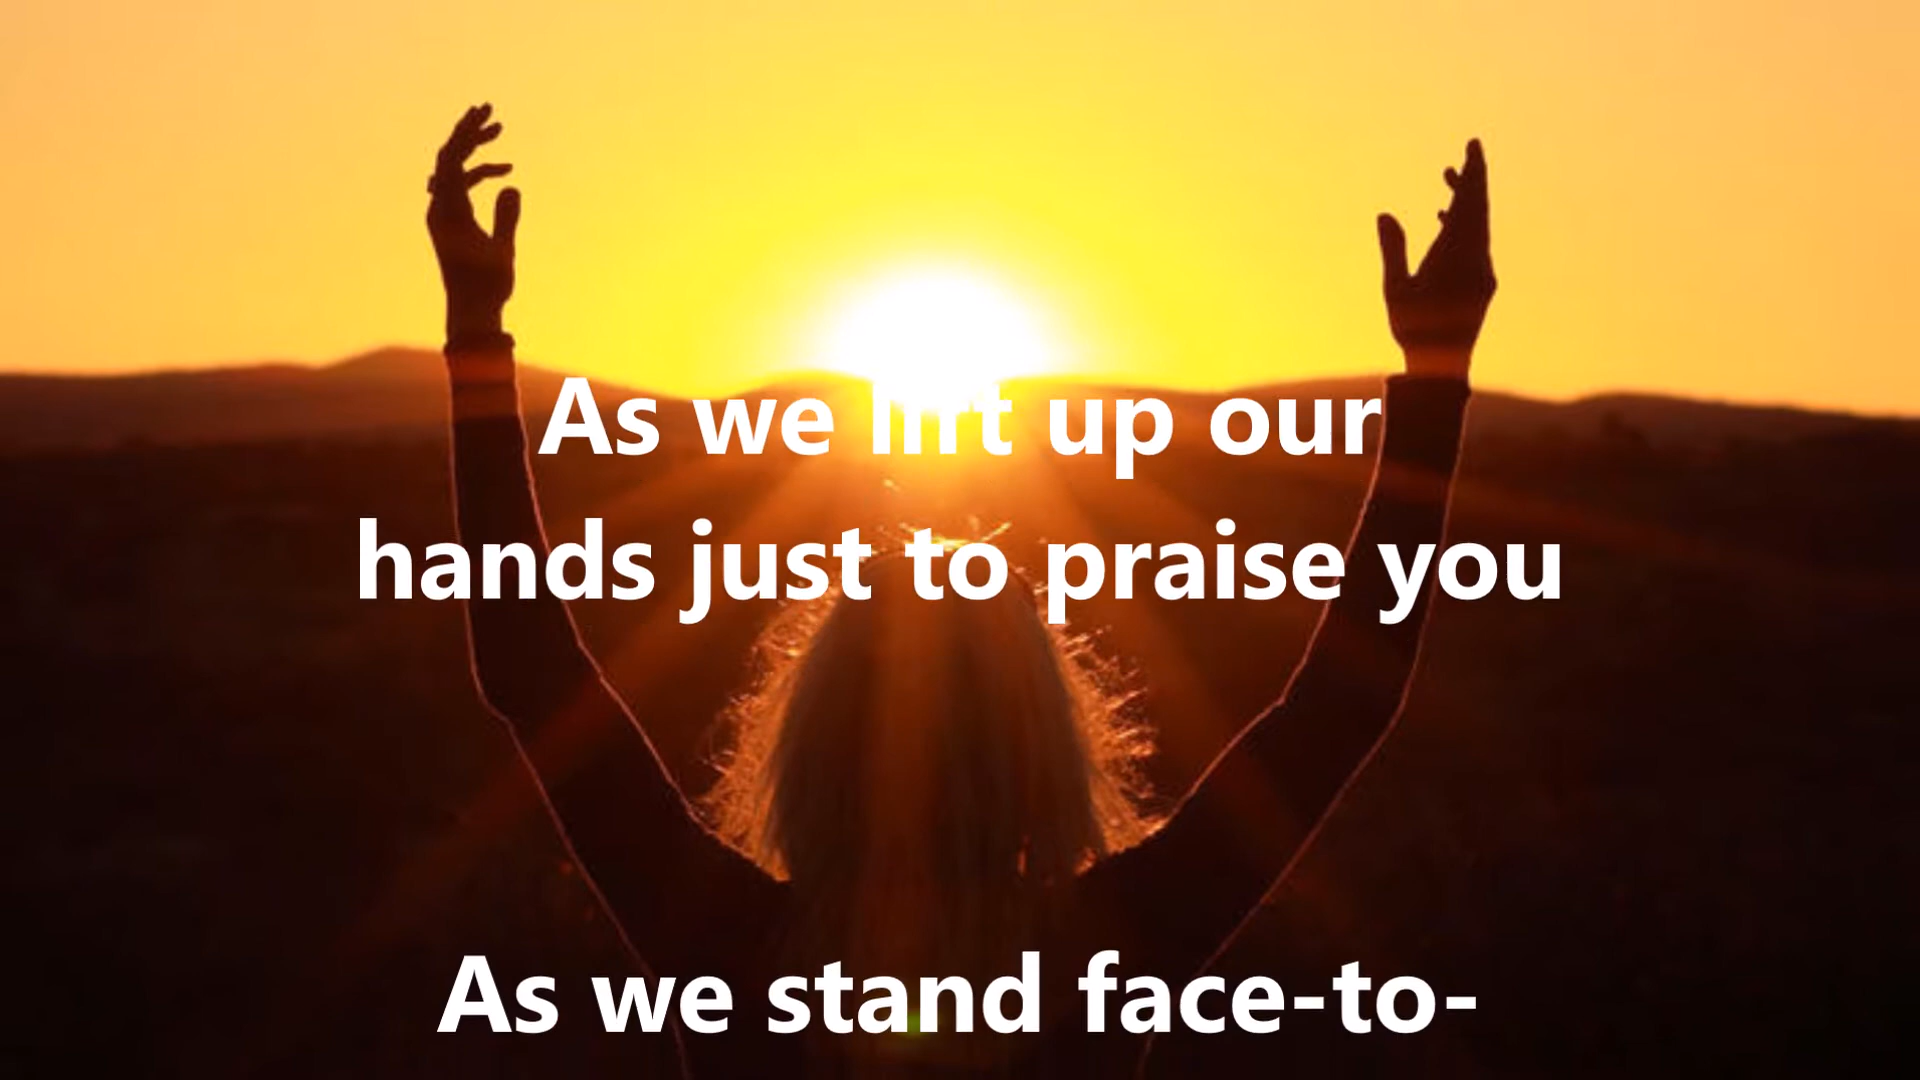 As we lift up our
hands just to praise you
As we stand face-to-